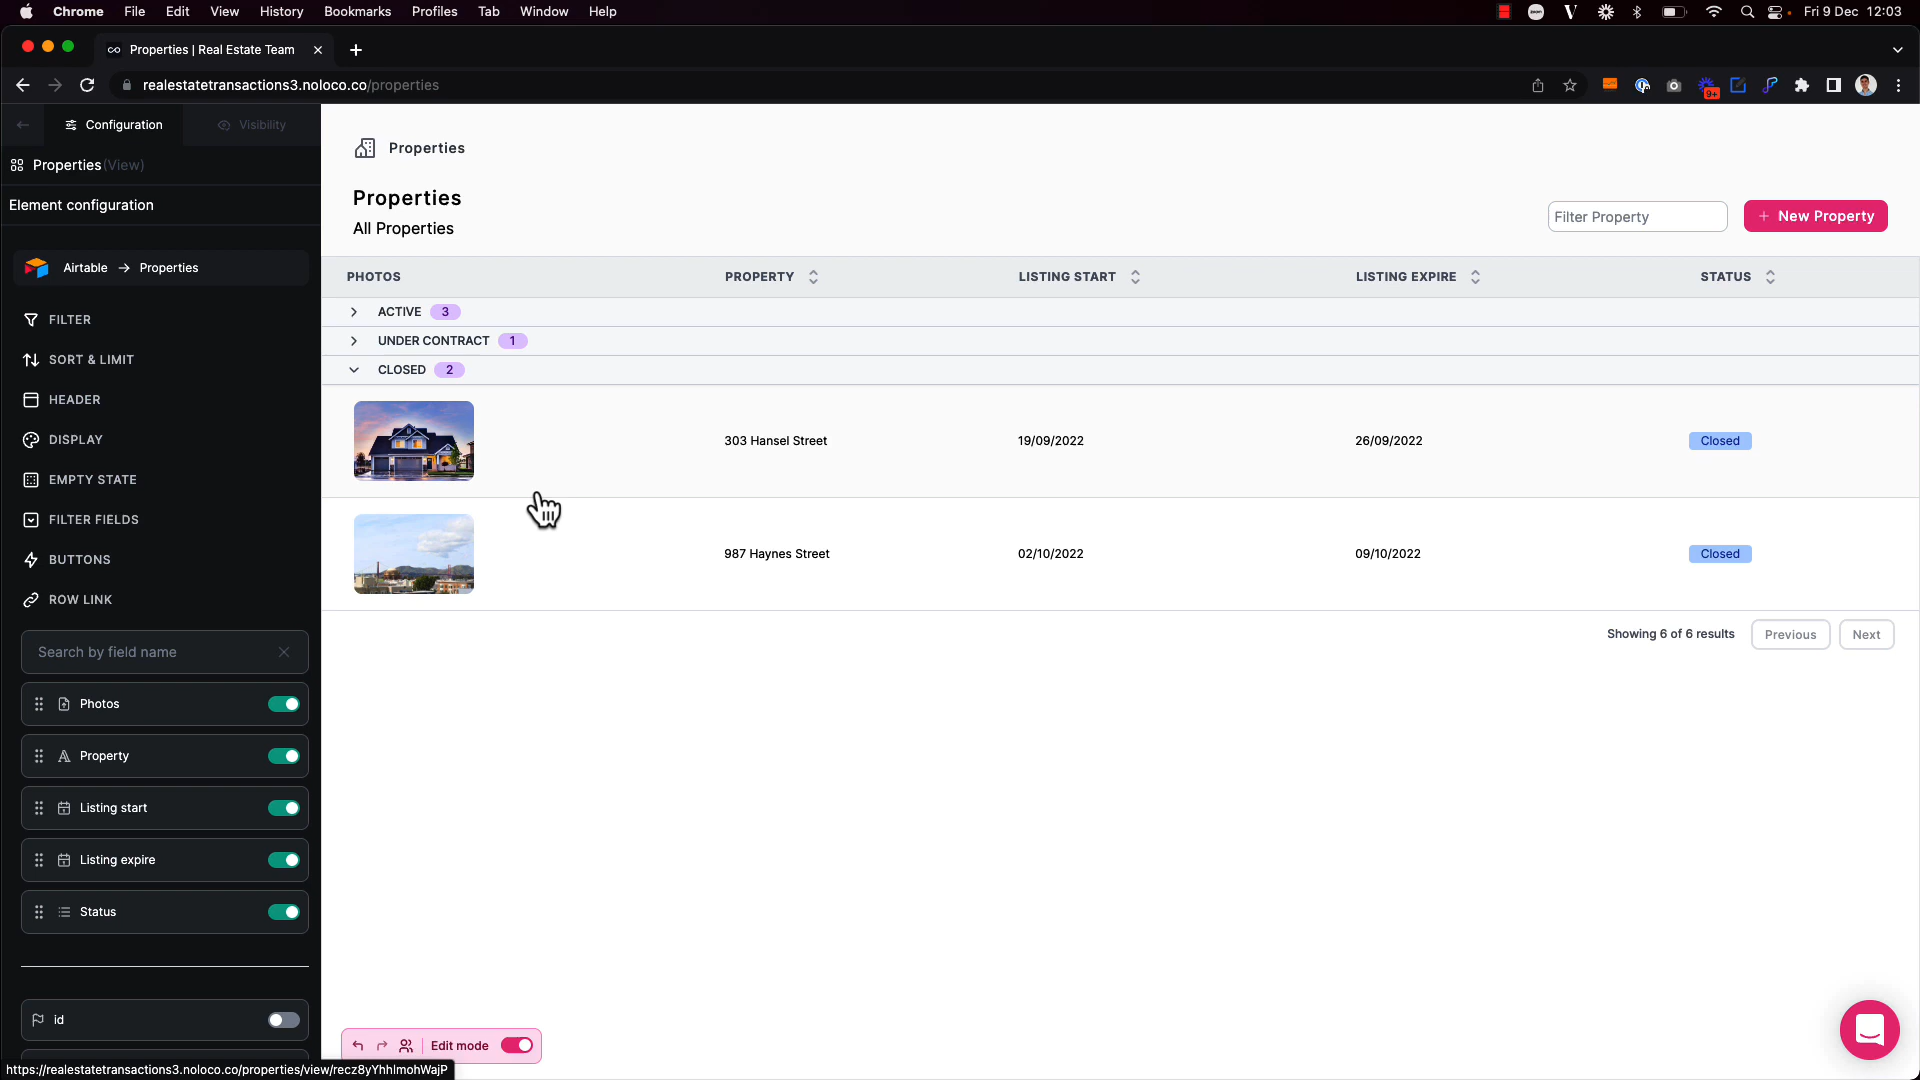 Chrome File Edit View History Bookmarks Profiles Tab Window Help Fri 9 Dec 12:03
Properties | Real Estate Team
realestatetransactions3.noloco.co/properties
9+
Configuration Visibility
Properties (View)
Element configuration
Airtable → Properties
FILTER
SORT & LIMIT
HEADER
DISPLAY
EMPTY STATE
FILTER FIELDS
BUTTONS
ROW LINK
Search by field name
Photos
Property
Listing start
Listing expire
Status
id
Properties
Properties
All Properties
Filter Property + New Property
PHOTOS PROPERTY LISTING START LISTING EXPIRE STATUS
ACTIVE 3
UNDER CONTRACT 1
CLOSED 2
303 Hansel Street 19/09/2022 26/09/2022 Closed
987 Haynes Street 02/10/2022 09/10/2022 Closed
Showing 6 of 6 results Previous Next
Edit mode
https://realestatetransactions3.noloco.co/properties/view/recz8yYhhImohWajP